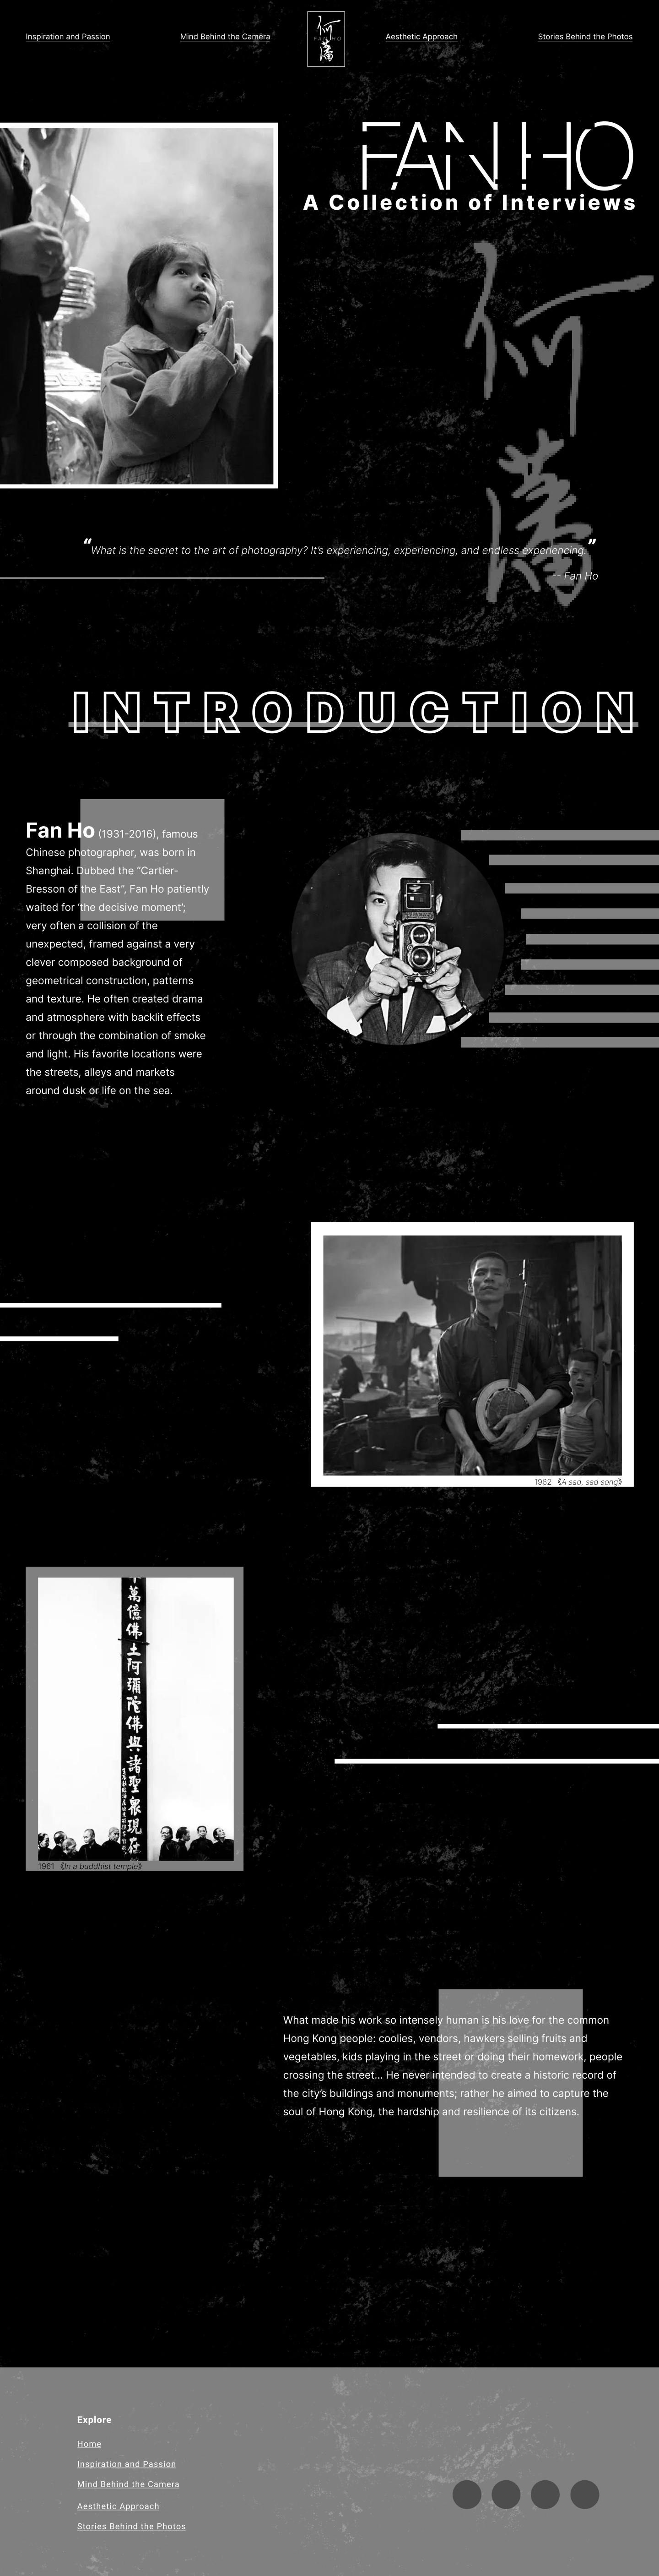 Inspiration and Passion
Mind Behind the Camera
何
FAN HO
藩
Aesthetic Approach
Stories Behind the Photos
FAN HO
A Collection of Interviews
何
藩
“What is the secret to the art of photography? It’s experiencing, experiencing, and endless experiencing.”
-- Fan Ho
INTRODUCTION
Fan Ho (1931-2016), famous
Chinese photographer, was born in
Shanghai. Dubbed the “Cartier-
Bresson of the East”, Fan Ho patiently
waited for ‘the decisive moment’;
very often a collision of the
unexpected, framed against a very
clever composed background of
geometrical construction, patterns
and texture. He often created drama
and atmosphere with backlit effects
or through the combination of smoke
and light. His favorite locations were
the streets, alleys and markets
around dusk or life on the sea.
1962 《A sad, sad song》
萬億佛土阿彌陀佛與諸聖眾現在
1961 《In a buddhist temple》
What made his work so intensely human is his love for the common
Hong Kong people: coolies, vendors, hawkers selling fruits and
vegetables, kids playing in the street or doing their homework, people
crossing the street... He never intended to create a historic record of
the city’s buildings and monuments; rather he aimed to capture the
soul of Hong Kong, the hardship and resilience of its citizens.
Explore
Home
Inspiration and Passion
Mind Behind the Camera
Aesthetic Approach
Stories Behind the Photos